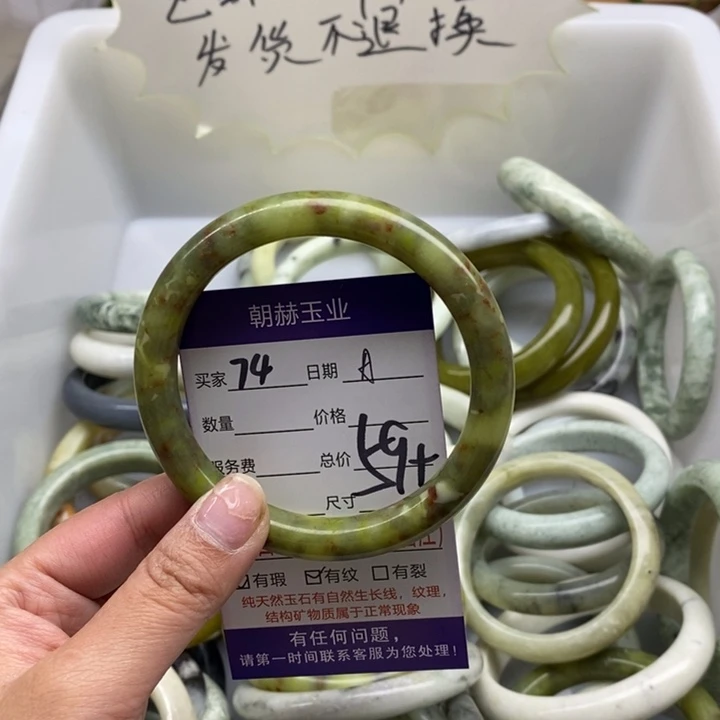 发货不退换
朝赫玉业
买家 74 日期 A
数量 价格
服务费 总价 59+
尺寸
有瑕 ☑有纹 □有裂
纯天然玉石有自然生长线，纹理，
结构矿物质属于正常现象
有任何问题，
请第一时间联系客服为您处理！